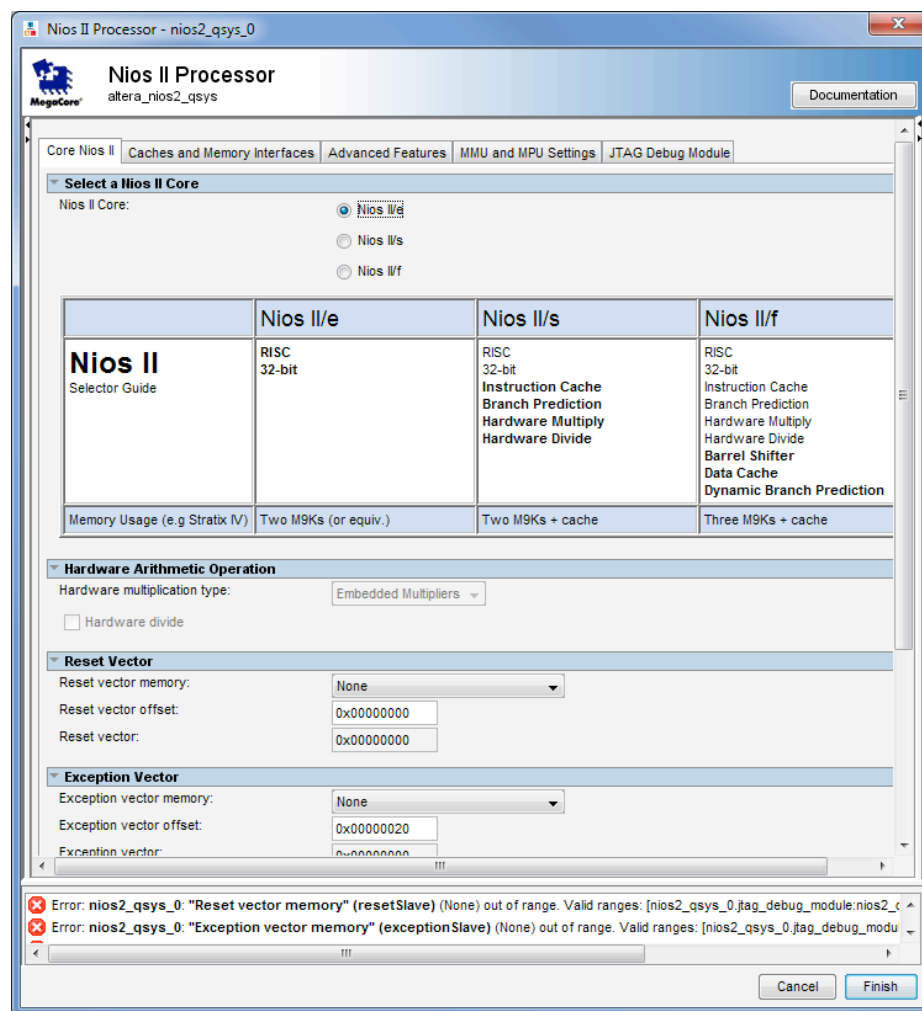 Nios II Processor - nios2_qsys_0
MegaCore'
Nios II Processor
altera_nios2_qsys
Documentation
Core Nios II
Caches and Memory Interfaces
Advanced Features
MMU and MPU Settings
JTAG Debug Module
Select a Nios II Core
Nios II Core:
Nios II/e
Nios II/s
Nios II/f
Nios II/e
Nios II/s
Nios II/f
Nios II
Selector Guide
RISC
32-bit
RISC
32-bit
Instruction Cache
Branch Prediction
Hardware Multiply
Hardware Divide
RISC
32-bit
Instruction Cache
Branch Prediction
Hardware Multiply
Hardware Divide
Barrel Shifter
Data Cache
Dynamic Branch Prediction
Memory Usage (e.g Stratix IV)
Two M9Ks (or equiv.)
Two M9Ks + cache
Three M9Ks + cache
Hardware Arithmetic Operation
Hardware multiplication type:
Embedded Multipliers
Hardware divide
Reset Vector
Reset vector memory:
None
Reset vector offset:
0x00000000
Reset vector:
0x00000000
Exception Vector
Exception vector memory:
None
Exception vector offset:
0x00000020
Exception vector:
0x00000000
Error: nios2_qsys_0: "Reset vector memory" (resetSlave) (None) out of range. Valid ranges: [nios2_qsys_0.jtag_debug_module:nios2_
Error: nios2_qsys_0: "Exception vector memory" (exceptionSlave) (None) out of range. Valid ranges: [nios2_qsys_0.jtag_debug_modu
Cancel
Finish